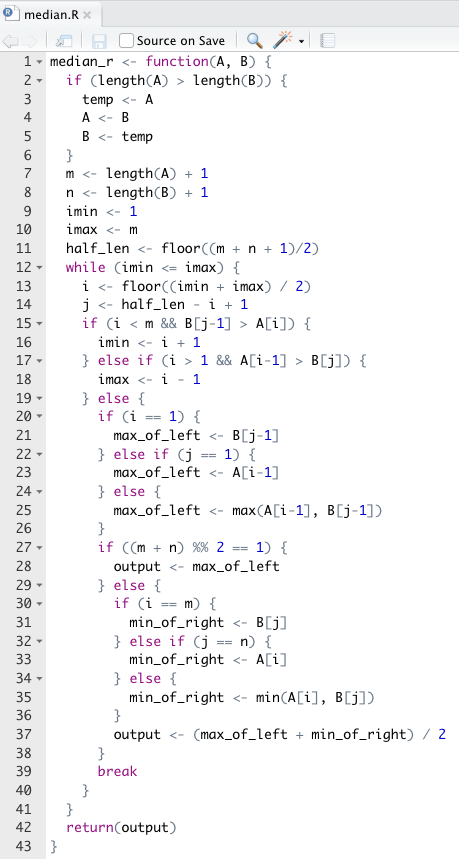 median.R
Source on Save
1 median_r <- function(A, B) {
2   if (length(A) > length(B)) {
3     temp <- A
4     A <- B
5     B <- temp
6   }
7   m <- length(A) + 1
8   n <- length(B) + 1
9   imin <- 1
10   imax <- m
11   half_len <- floor((m + n + 1)/2)
12   while (imin <= imax) {
13     i <- floor((imin + imax) / 2)
14     j <- half_len - i + 1
15     if (i < m && B[j-1] > A[i]) {
16       imin <- i + 1
17     } else if (i > 1 && A[i-1] > B[j]) {
18       imax <- i - 1
19     } else {
20       if (i == 1) {
21         max_of_left <- B[j-1]
22       } else if (j == 1) {
23         max_of_left <- A[i-1]
24       } else {
25         max_of_left <- max(A[i-1], B[j-1])
26       }
27       if ((m + n) %% 2 == 1) {
28         output <- max_of_left
29       } else {
30         if (i == m) {
31           min_of_right <- B[j]
32         } else if (j == n) {
33           min_of_right <- A[i]
34         } else {
35           min_of_right <- min(A[i], B[j])
36         }
37         output <- (max_of_left + min_of_right) / 2
38       }
39       break
40     }
41   }
42   return(output)
43 }